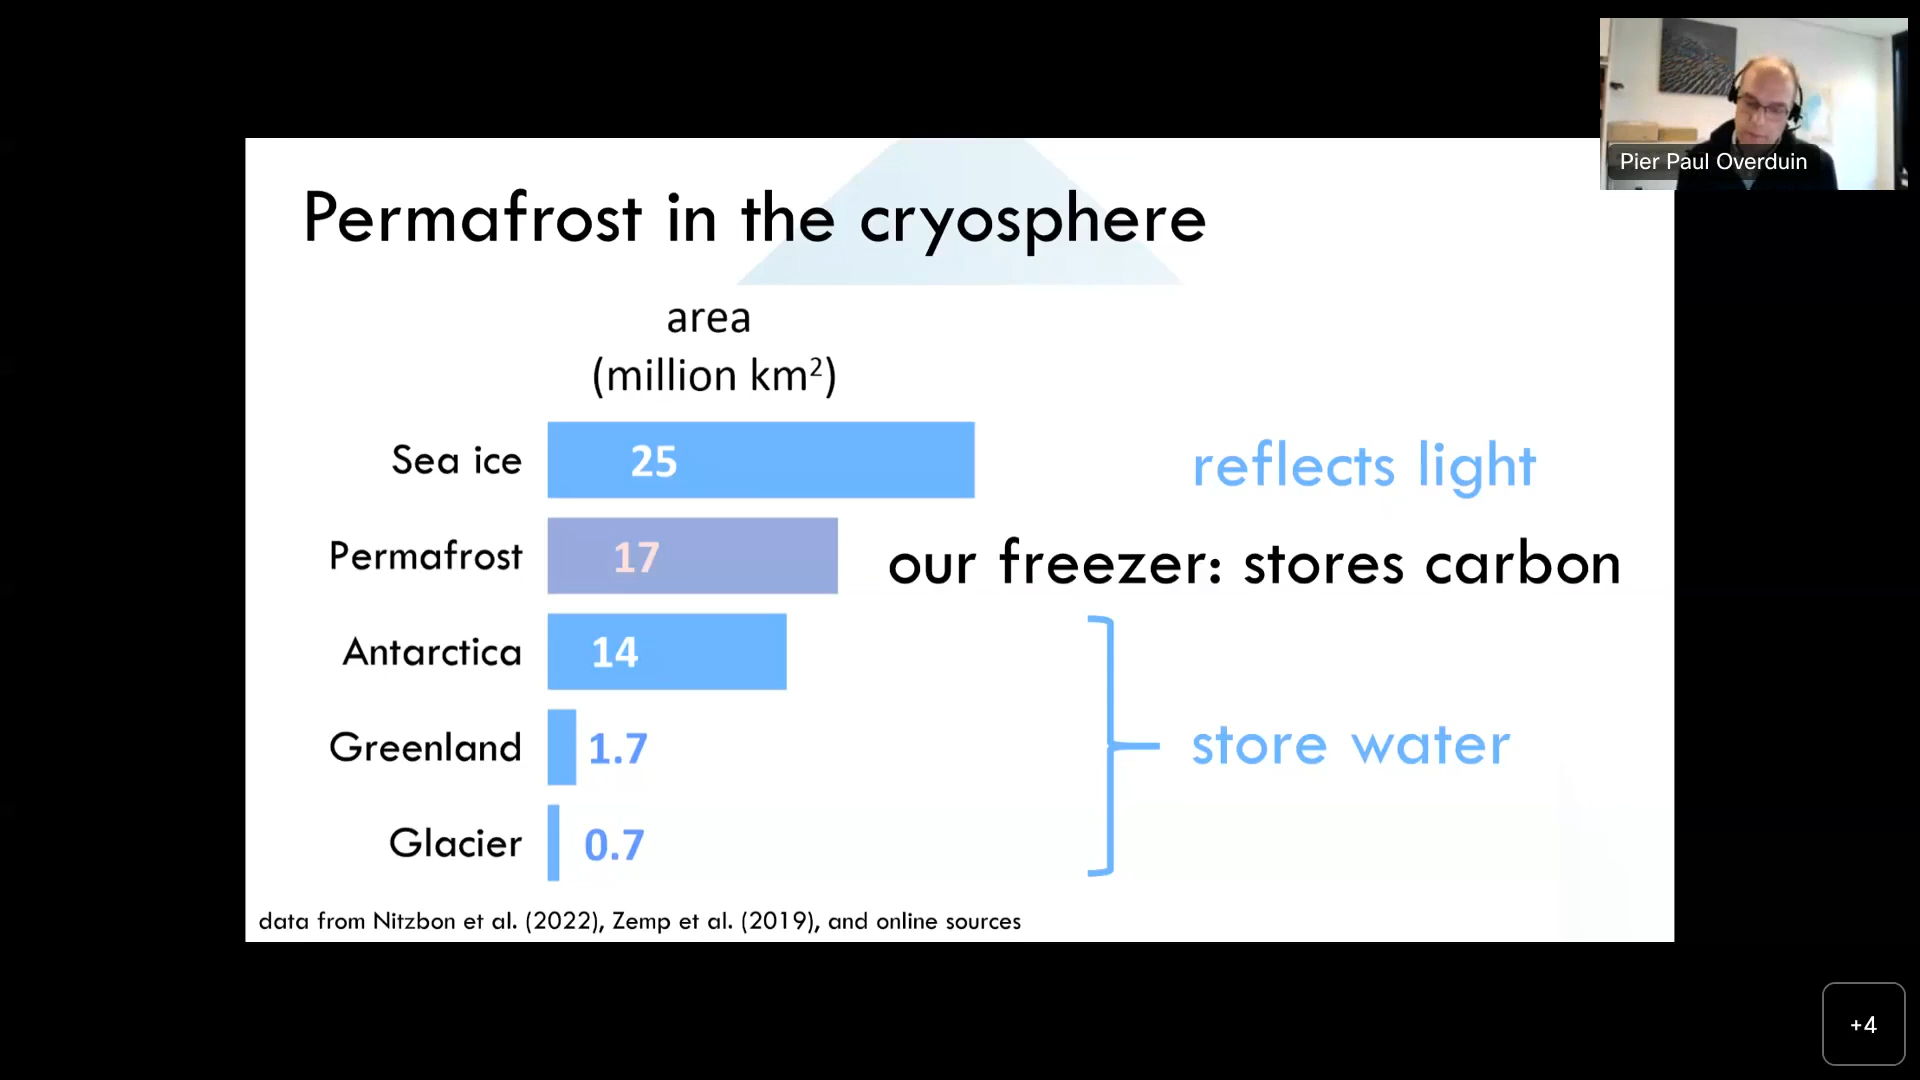 Pier Paul Overduin
Permafrost in the cryosphere
area
(million km²)
Sea ice 25 reflects light
Permafrost 17 our freezer: stores carbon
Antarctica 14
Greenland 1.7 store water
Glacier 0.7
data from Nitzbon et al. (2022), Zemp et al. (2019), and online sources
+4